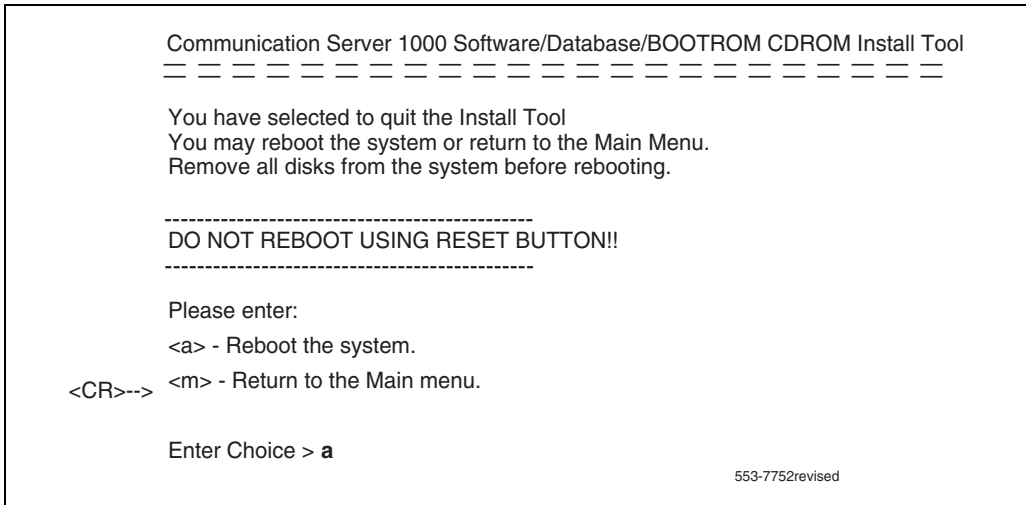 Communication Server 1000 Software/Database/BOOTROM CDROM Install Tool
= = = = = = = = = = = = = = = = = = = = = = =
You have selected to quit the Install Tool
You may reboot the system or return to the Main Menu.
Remove all disks from the system before rebooting.
----------------------------------------------
DO NOT REBOOT USING RESET BUTTON!!
----------------------------------------------
Please enter:
<a> - Reboot the system.
<CR>--> <m> - Return to the Main menu.
Enter Choice > a
553-7752revised